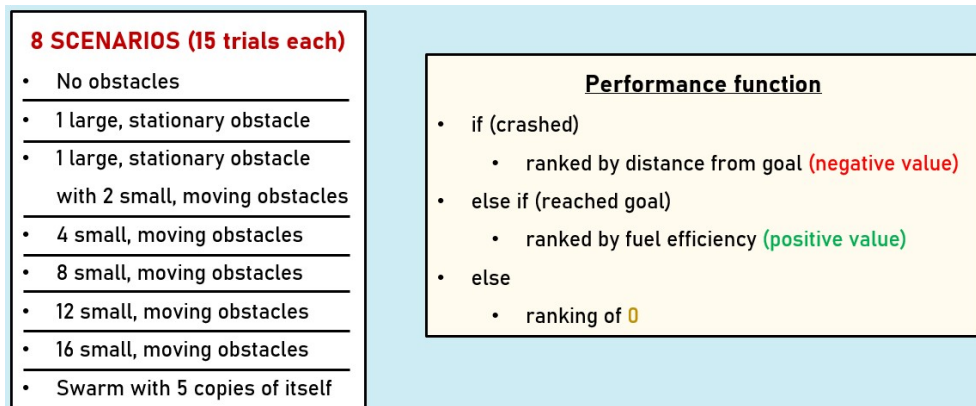 8 SCENARIOS (15 trials each)
• No obstacles
• 1 large, stationary obstacle
• 1 large, stationary obstacle
with 2 small, moving obstacles
• 4 small, moving obstacles
• 8 small, moving obstacles
• 12 small, moving obstacles
• 16 small, moving obstacles
• Swarm with 5 copies of itself
Performance function
• if (crashed)
• ranked by distance from goal (negative value)
• else if (reached goal)
• ranked by fuel efficiency (positive value)
• else
• ranking of 0